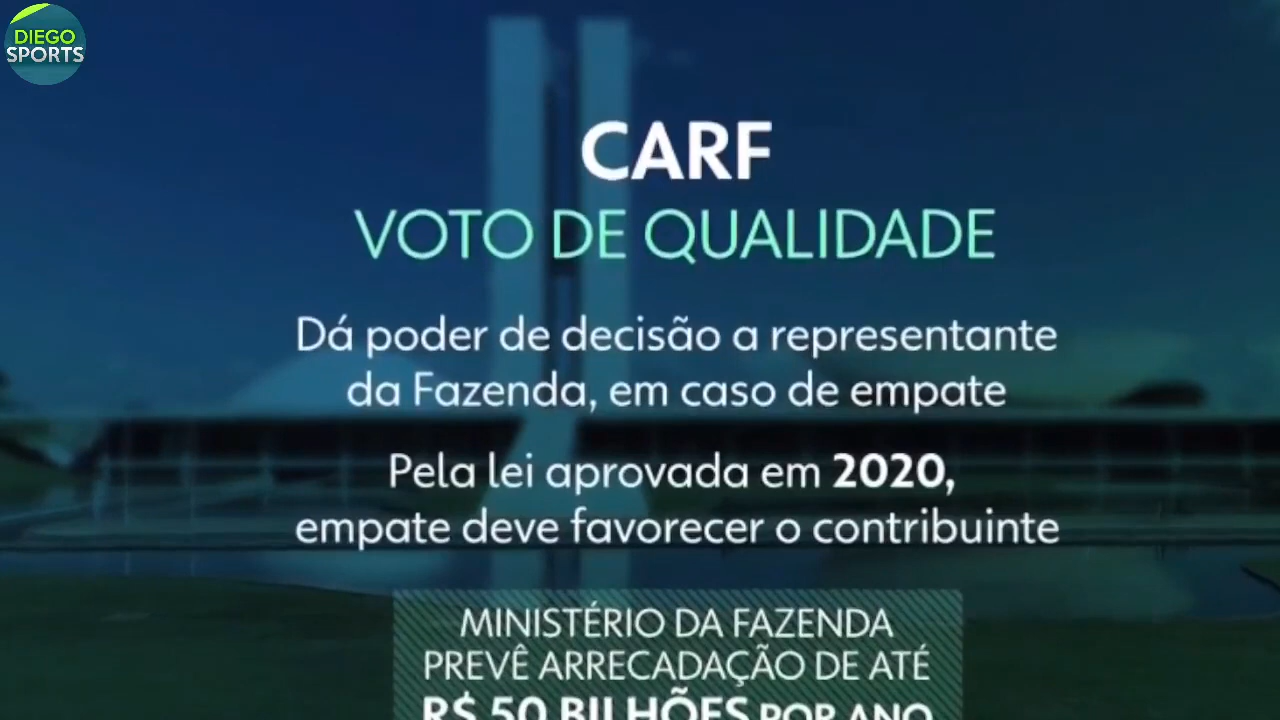 DIEGO
SPORTS
CARF
VOTO DE QUALIDADE
Dá poder de decisão a representante
da Fazenda, em caso de empate
Pela lei aprovada em 2020,
empate deve favorecer o contribuinte
MINISTÉRIO DA FAZENDA
PREVÊ ARRECADAÇÃO DE ATÉ
R$ 50 BILHÕES POR ANO